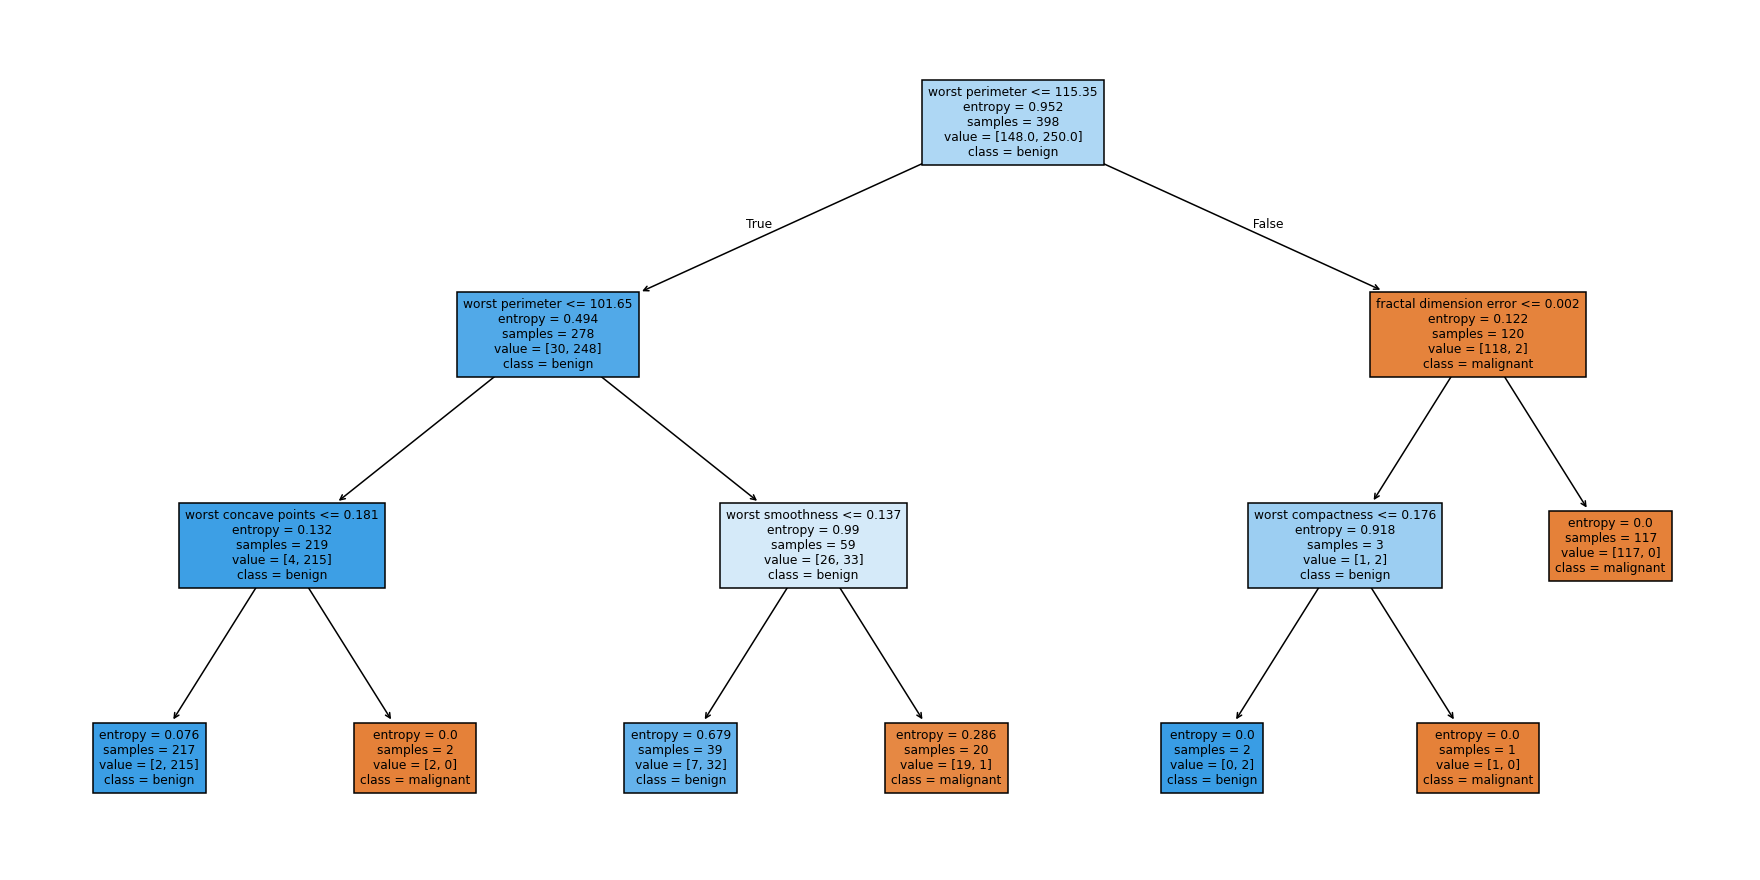 worst perimeter <= 115.35
entropy = 0.952
samples = 398
value = [148.0, 250.0]
class = benign
True
False
worst perimeter <= 101.65
entropy = 0.494
samples = 278
value = [30, 248]
class = benign
fractal dimension error <= 0.002
entropy = 0.122
samples = 120
value = [118, 2]
class = malignant
worst concave points <= 0.181
entropy = 0.132
samples = 219
value = [4, 215]
class = benign
worst smoothness <= 0.137
entropy = 0.99
samples = 59
value = [26, 33]
class = benign
worst compactness <= 0.176
entropy = 0.918
samples = 3
value = [1, 2]
class = benign
entropy = 0.0
samples = 117
value = [117, 0]
class = malignant
entropy = 0.076
samples = 217
value = [2, 215]
class = benign
entropy = 0.0
samples = 2
value = [2, 0]
class = malignant
entropy = 0.679
samples = 39
value = [7, 32]
class = benign
entropy = 0.286
samples = 20
value = [19, 1]
class = malignant
entropy = 0.0
samples = 2
value = [0, 2]
class = benign
entropy = 0.0
samples = 1
value = [1, 0]
class = malignant